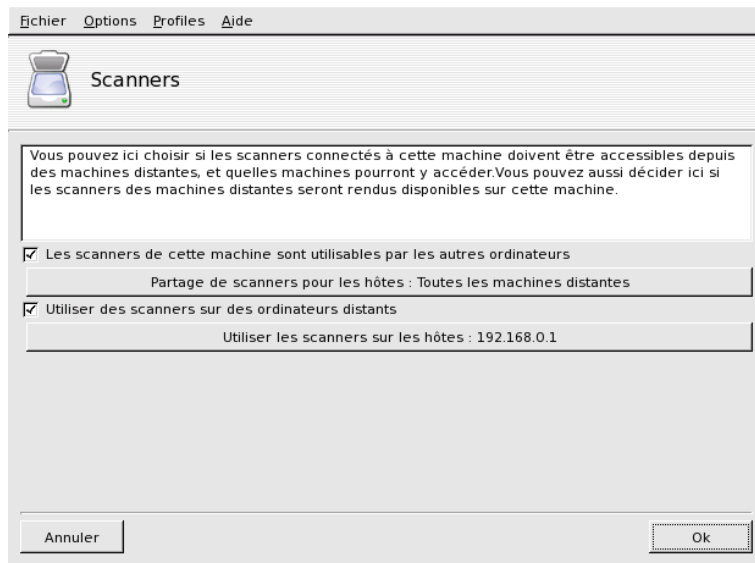 Fichier Options Profiles Aide
Scanners
Vous pouvez ici choisir si les scanners connectés à cette machine doivent être accessibles depuis
des machines distantes, et quelles machines pourront y accéder.Vous pouvez aussi décider ici si
les scanners des machines distantes seront rendus disponibles sur cette machine.
Les scanners de cette machine sont utilisables par les autres ordinateurs
Partage de scanners pour les hôtes : Toutes les machines distantes
Utiliser des scanners sur des ordinateurs distants
Utiliser les scanners sur les hôtes : 192.168.0.1
Annuler
Ok